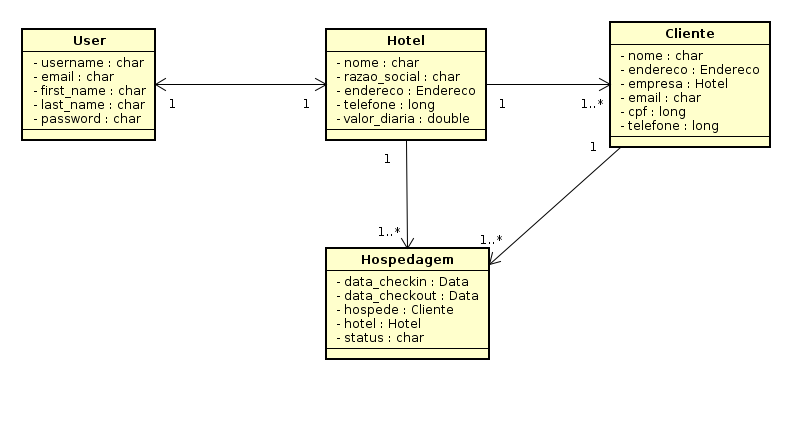 User
- username : char
- email : char
- first_name : char
- last_name : char
- password : char
1
1
Hotel
- nome : char
- razao_social : char
- endereco : Endereco
- telefone : long
- valor_diaria : double
1
1..*
Cliente
- nome : char
- endereco : Endereco
- empresa : Hotel
- email : char
- cpf : long
- telefone : long
1
1..*
1
1..*
Hospedagem
- data_checkin : Data
- data_checkout : Data
- hospede : Cliente
- hotel : Hotel
- status : char